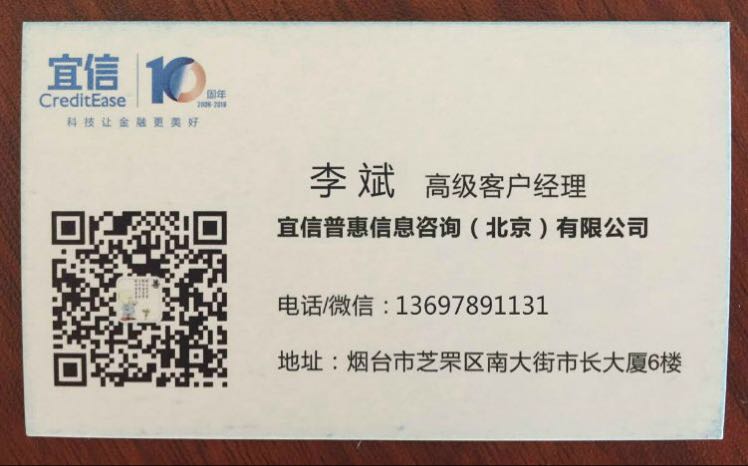 宜信
CreditEase
10周年
2006-2016
科技让金融更美好
李斌 高级客户经理
宜信普惠信息咨询（北京）有限公司
电话/微信：13697891131
地址：烟台市芝罘区南大街市长大厦6楼